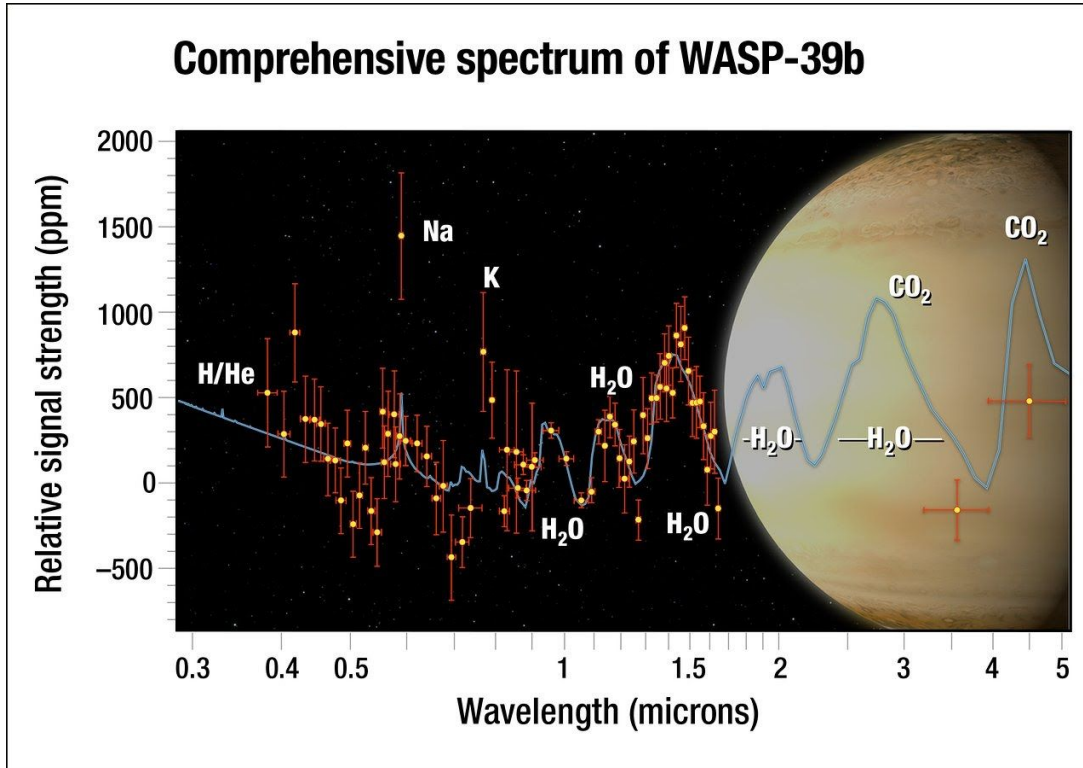 Comprehensive spectrum of WASP-39b
Relative signal strength (ppm)
2000
1500
1000
500
0
–500
H/He
Na
K
H₂O
H₂O
H₂O
-H₂O-
H₂O
CO₂
CO₂
0.3
0.4
0.5
1
1.5
2
3
4
5
Wavelength (microns)